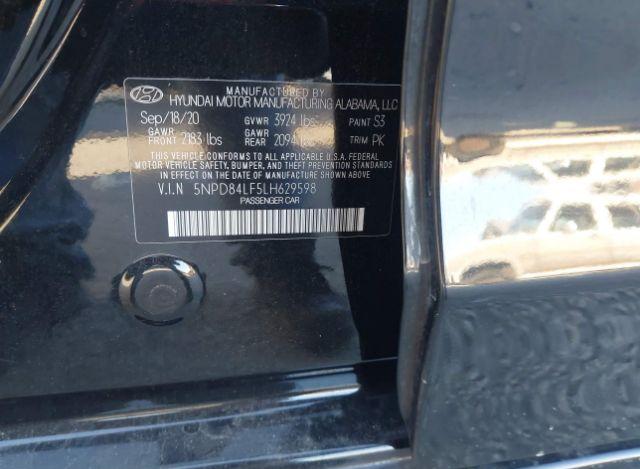 MANUFACTURED BY
HYUNDAI MOTOR MANUFACTURING ALABAMA, LLC
Sep/18/20 GVWR 3924 lbs PAINT S3
GAWR FRONT 2183 lbs GAWR REAR 2094 lbs TRIM PK
THIS VEHICLE CONFORMS TO ALL APPLICABLE U.S.A. FEDERAL
MOTOR VEHICLE SAFETY, BUMPER, AND THEFT PREVENTION
STANDARDS IN EFFECT ON THE DATE OF MANUFACTURE SHOWN ABOVE
V.I.N 5NPD84LF5LH629598
PASSENGER CAR